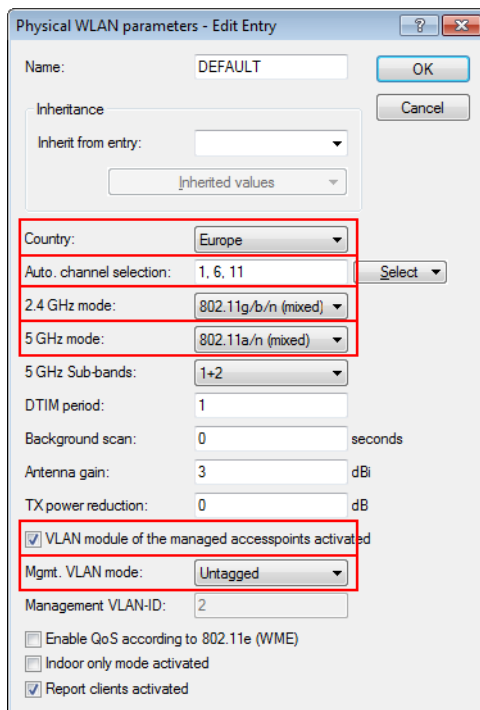 Physical WLAN parameters - Edit Entry
Name: DEFAULT OK
Cancel
Inheritance
Inherit from entry:
Inherited values
Country: Europe
Auto. channel selection: 1, 6, 11 Select
2.4 GHz mode: 802.11g/b/n (mixed)
5 GHz mode: 802.11a/n (mixed)
5 GHz Sub-bands: 1+2
DTIM period: 1
Background scan: 0 seconds
Antenna gain: 3 dBi
TX power reduction: 0 dB
VLAN module of the managed accesspoints activated
Mgmt. VLAN mode: Untagged
Management VLAN-ID: 2
Enable QoS according to 802.11e (WME)
Indoor only mode activated
Report clients activated